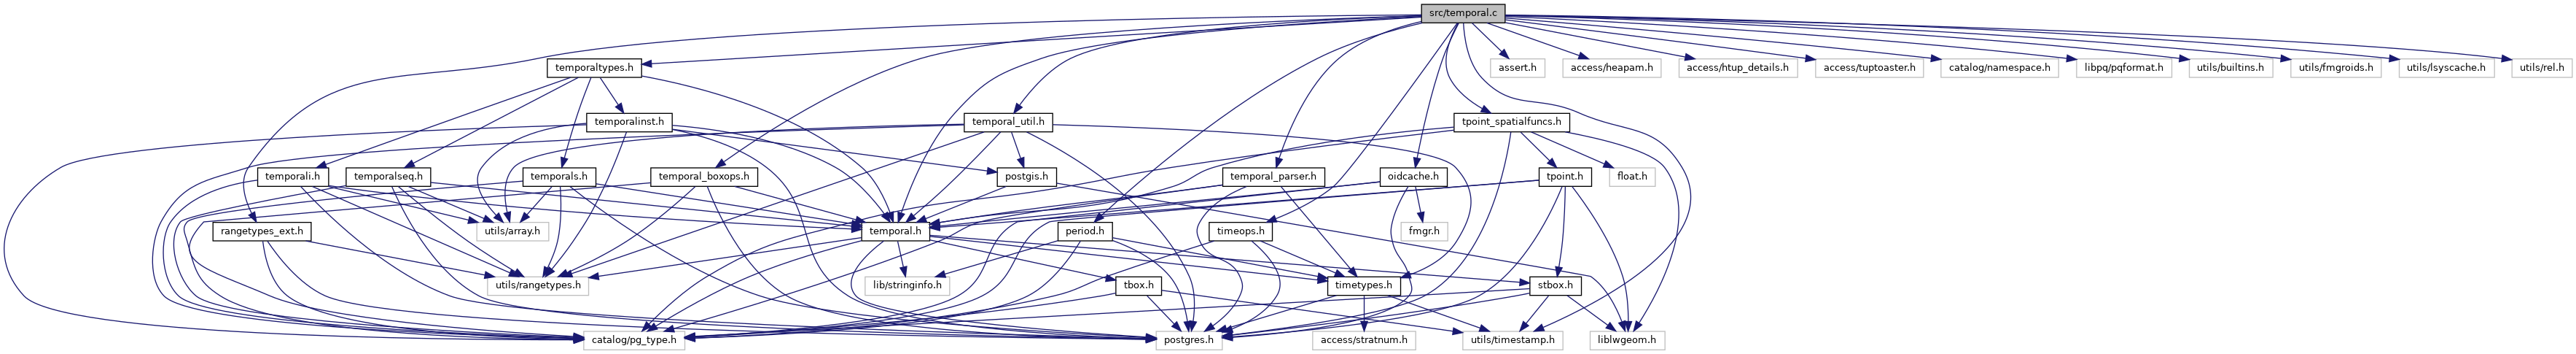 src/temporal.c
temporaltypes.h
assert.h
access/heapam.h
access/htup_details.h
access/tuptoaster.h
catalog/namespace.h
libpq/pqformat.h
utils/builtins.h
utils/fmgroids.h
utils/lsyscache.h
utils/rel.h
temporalinst.h
temporal_util.h
tpoint_spatialfuncs.h
temporali.h
temporalseq.h
temporals.h
temporal_boxops.h
postgis.h
temporal_parser.h
oidcache.h
tpoint.h
float.h
rangetypes_ext.h
utils/array.h
temporal.h
period.h
timeops.h
fmgr.h
utils/rangetypes.h
lib/stringinfo.h
tbox.h
timetypes.h
stbox.h
catalog/pg_type.h
postgres.h
access/stratnum.h
utils/timestamp.h
liblwgeom.h